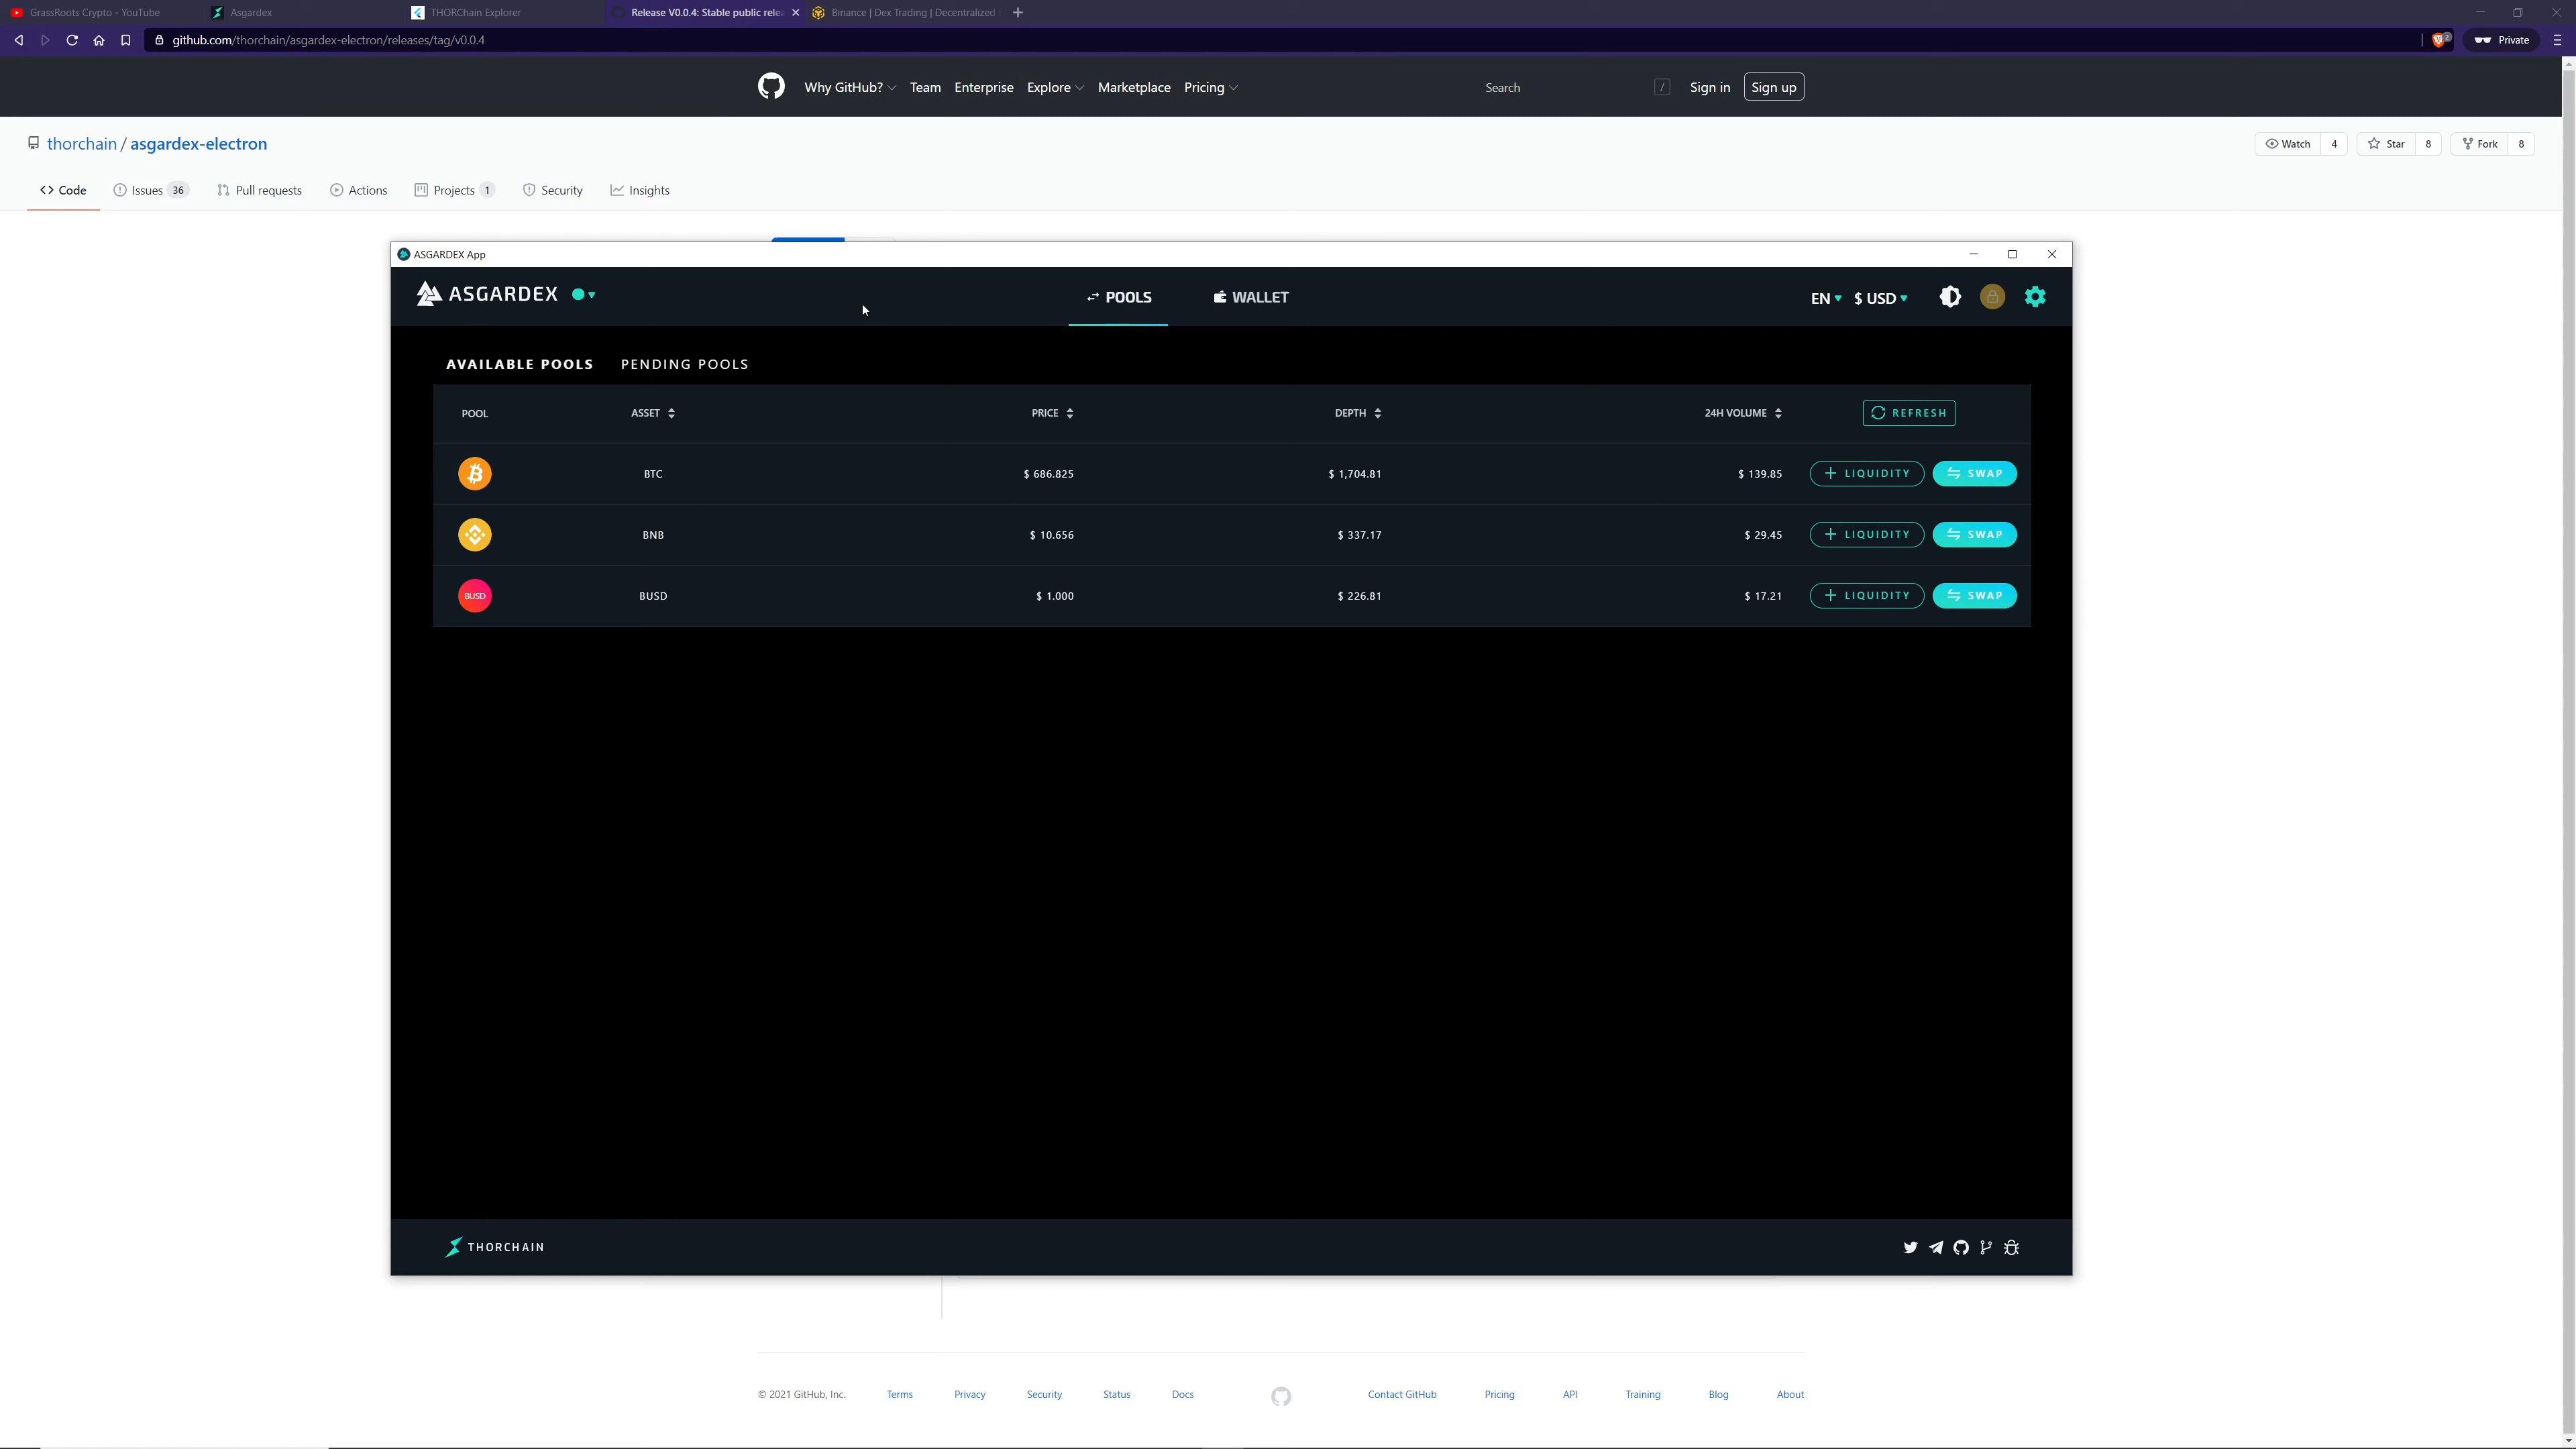 GrassRoots Crypto - YouTube
Asgardex
THORChain Explorer
Release V0.0.4: Stable public relea
Binance | Dex Trading | Decentralized
github.com/thorchain/asgardex-electron/releases/tag/v0.0.4
2
Private
Why GitHub? Team Enterprise Explore Marketplace Pricing
Search
/
Sign in
Sign up
thorchain / asgardex-electron
Watch 4
Star 8
Fork 8
Code
Issues 36
Pull requests
Actions
Projects 1
Security
Insights
ASGARDEX App
ASGARDEX
POOLS
WALLET
EN
$ USD
AVAILABLE POOLS
PENDING POOLS
POOL ASSET PRICE DEPTH 24H VOLUME REFRESH
BTC $ 686.825 $ 1,704.81 $ 139.85 + LIQUIDITY SWAP
BNB $ 10.656 $ 337.17 $ 29.45 + LIQUIDITY SWAP
BUSD BUSD $ 1.000 $ 226.81 $ 17.21 + LIQUIDITY SWAP
THORCHAIN
© 2021 GitHub, Inc. Terms Privacy Security Status Docs Contact GitHub Pricing API Training Blog About